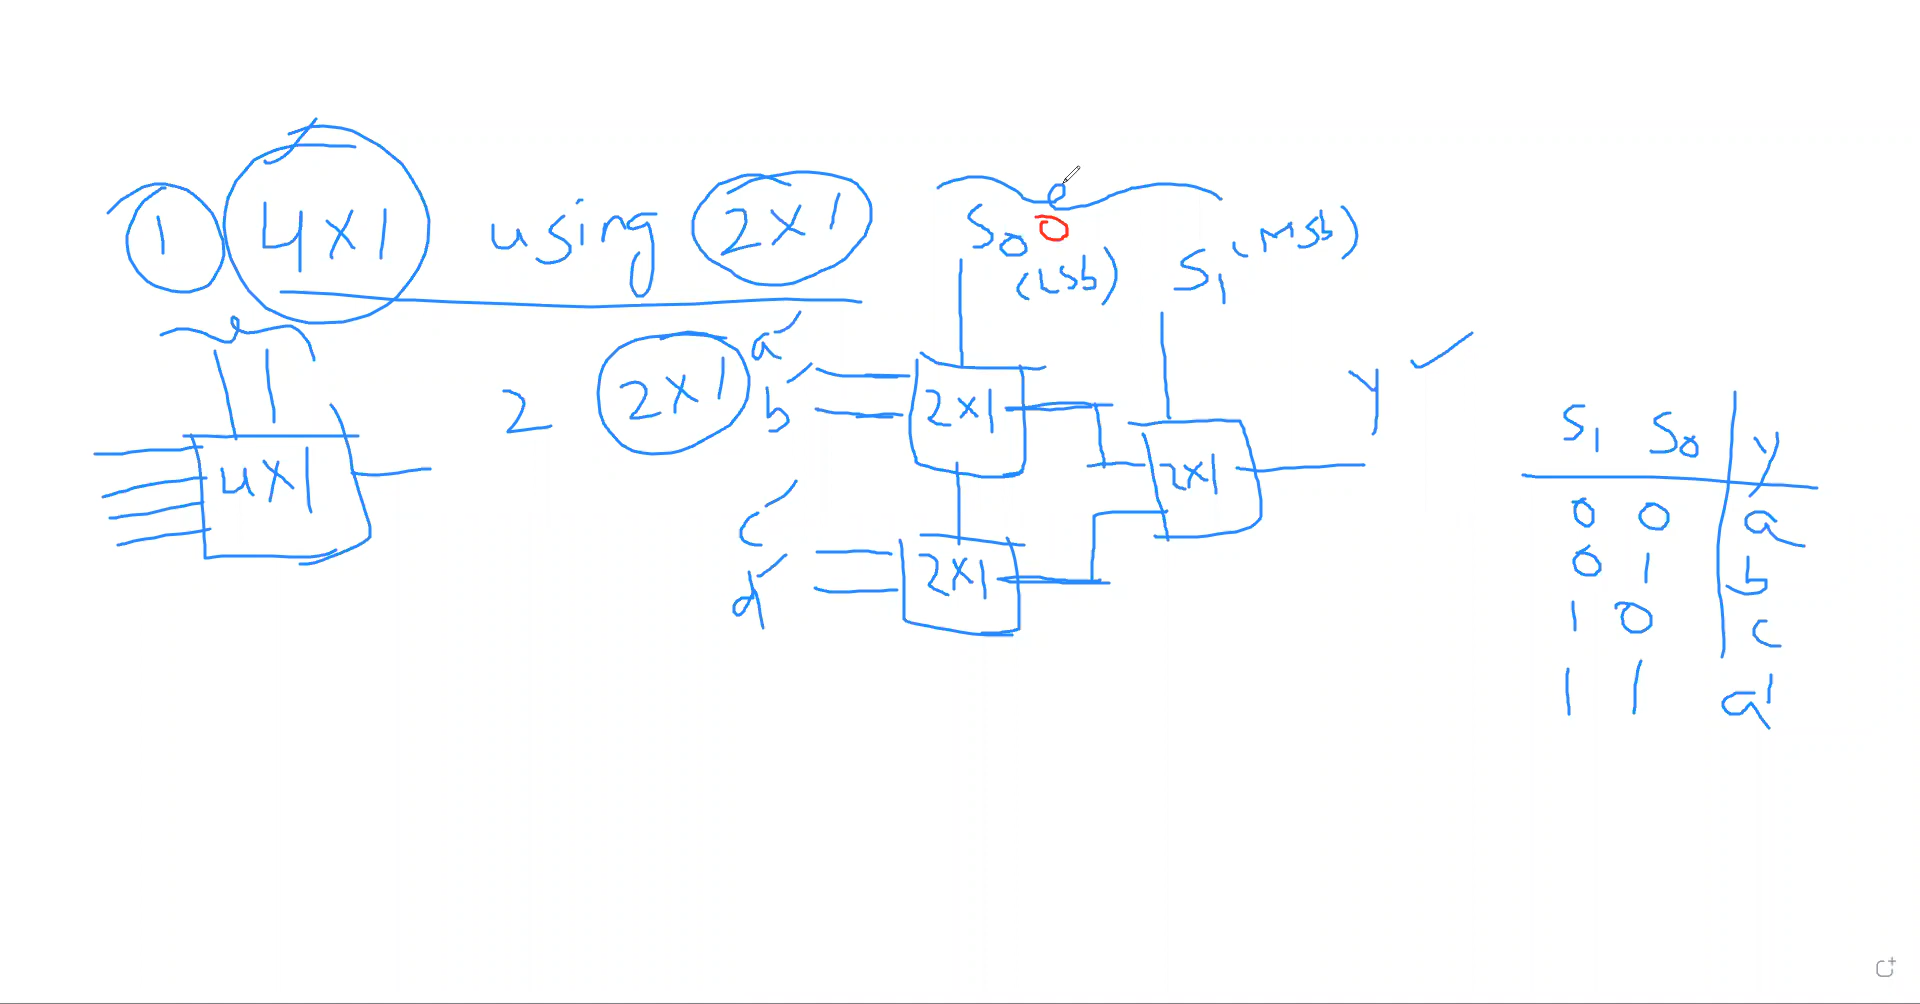 1 4x1 using 2x1
S0 0 (Lsb) S1 (Msb)
4x1
2 2x1
a
b
c
d
2x1
2x1
2x1
y
S1 S0 y
0 0 a
0 1 b
1 0 c
1 1 d